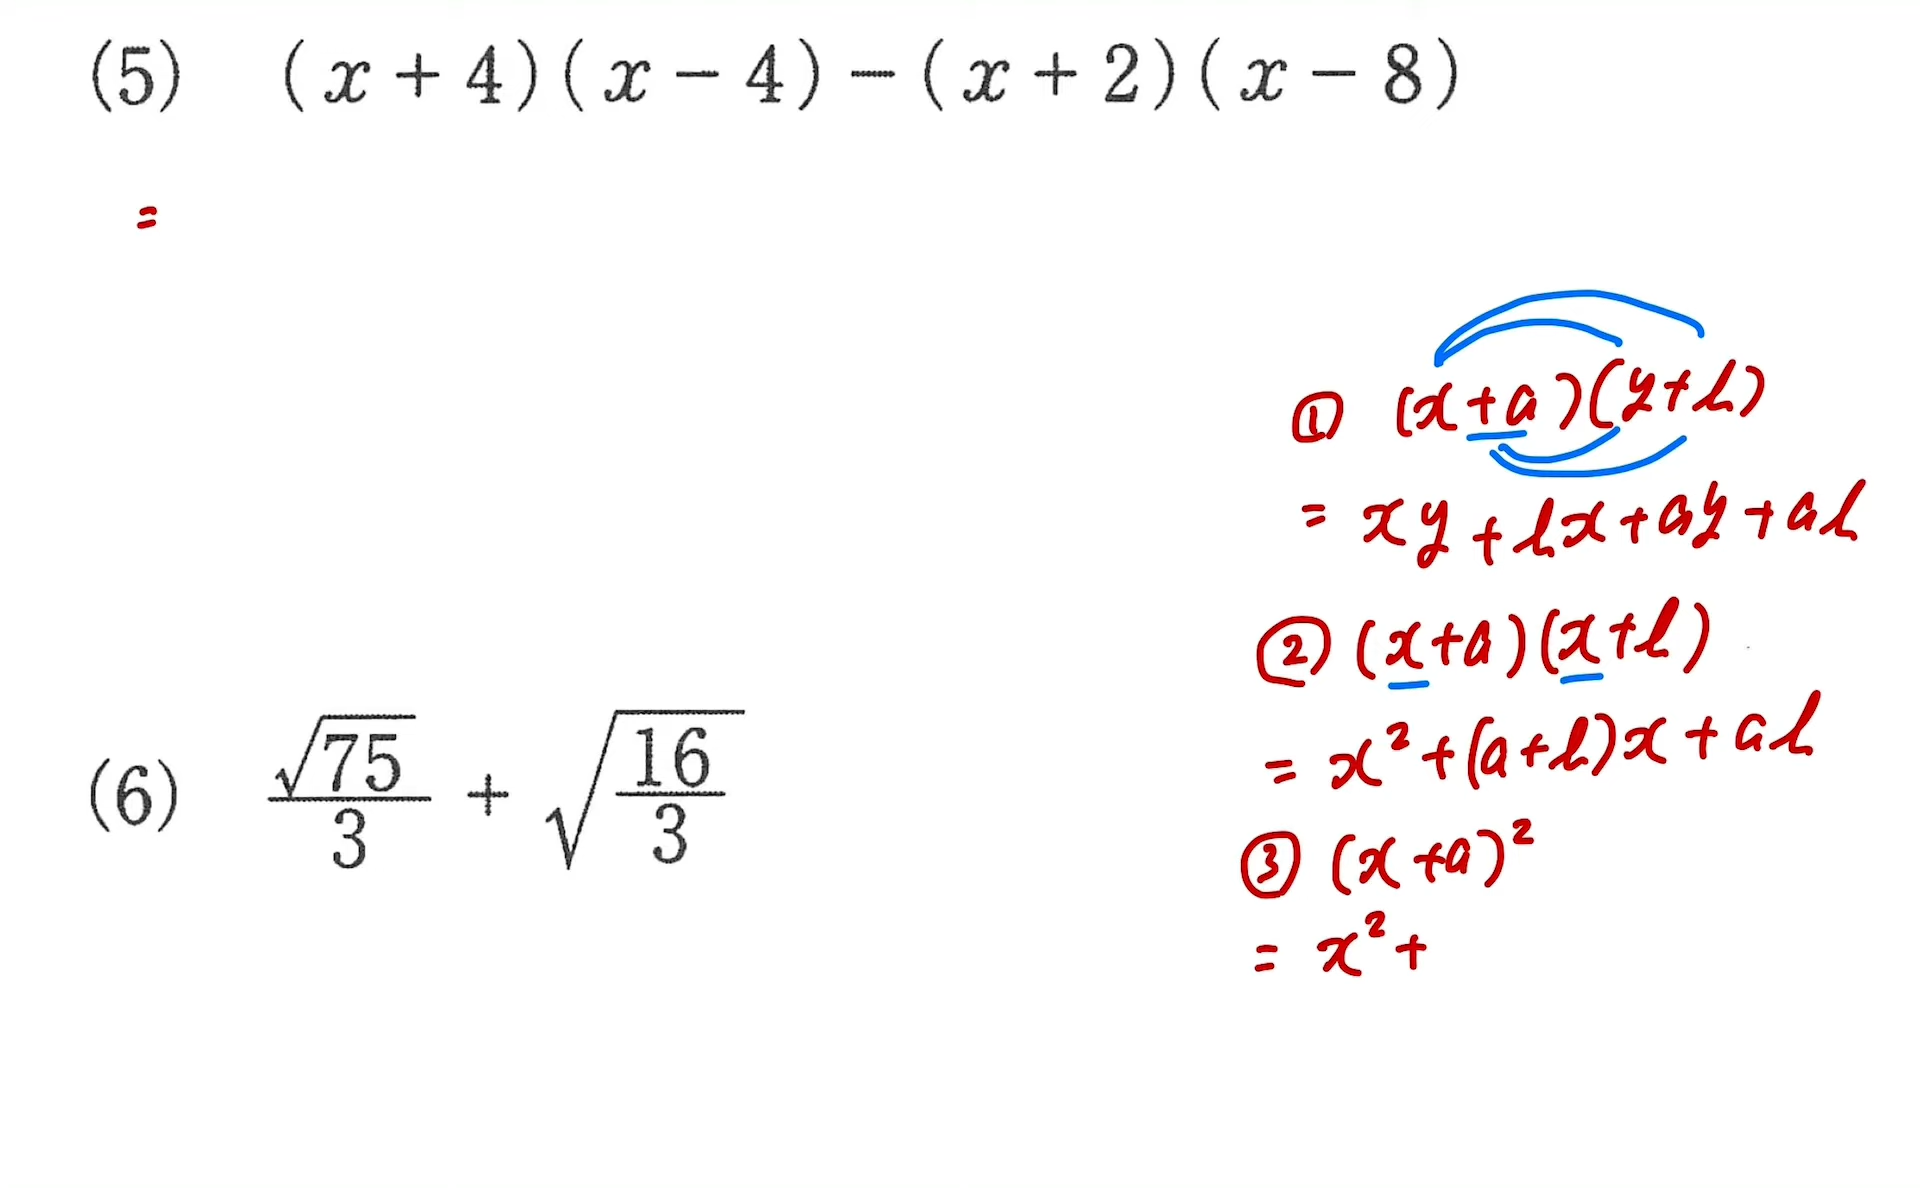 (5) (x+4)(x−4)−(x+2)(x−8)
=
① (x+a)(y+b)
= xy+bx+ay+ab
② (x+a)(x+b)
= x²+(a+b)x+ab
(6) √75/3 + √(16/3)
③ (x+a)²
= x²+